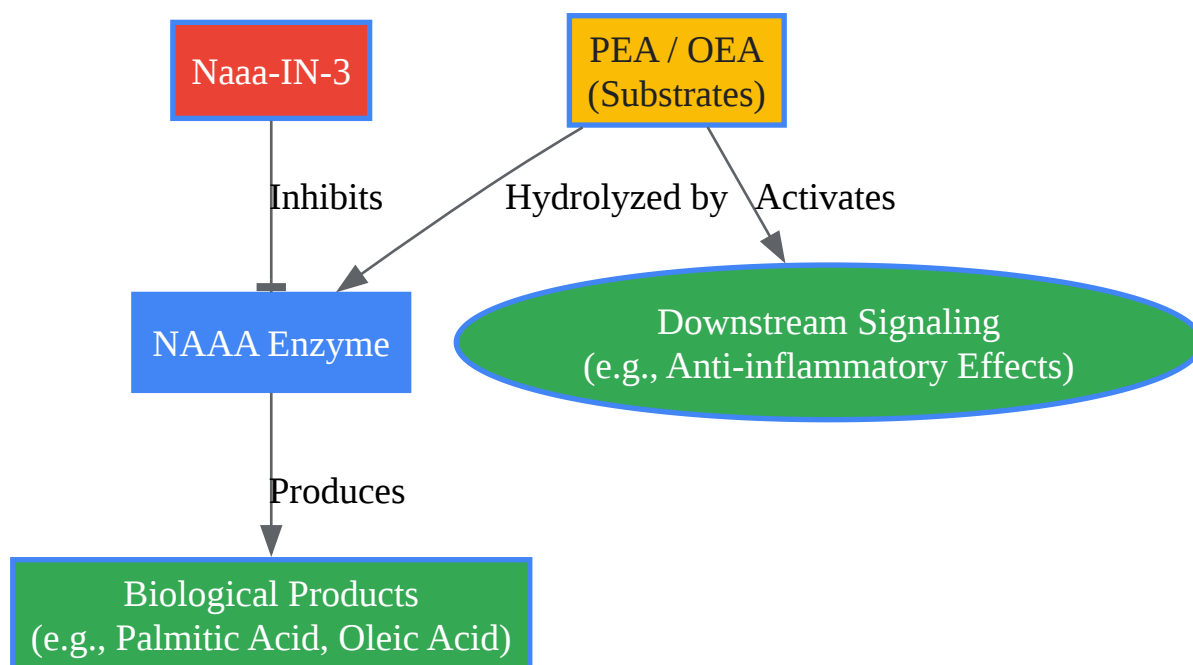 Naaa-IN-3
PEA / OEA
(Substrates)
Inhibits
Hydrolyzed by
Activates
NAAA Enzyme
Downstream Signaling
(e.g., Anti-inflammatory Effects)
Produces
Biological Products
(e.g., Palmitic Acid, Oleic Acid)